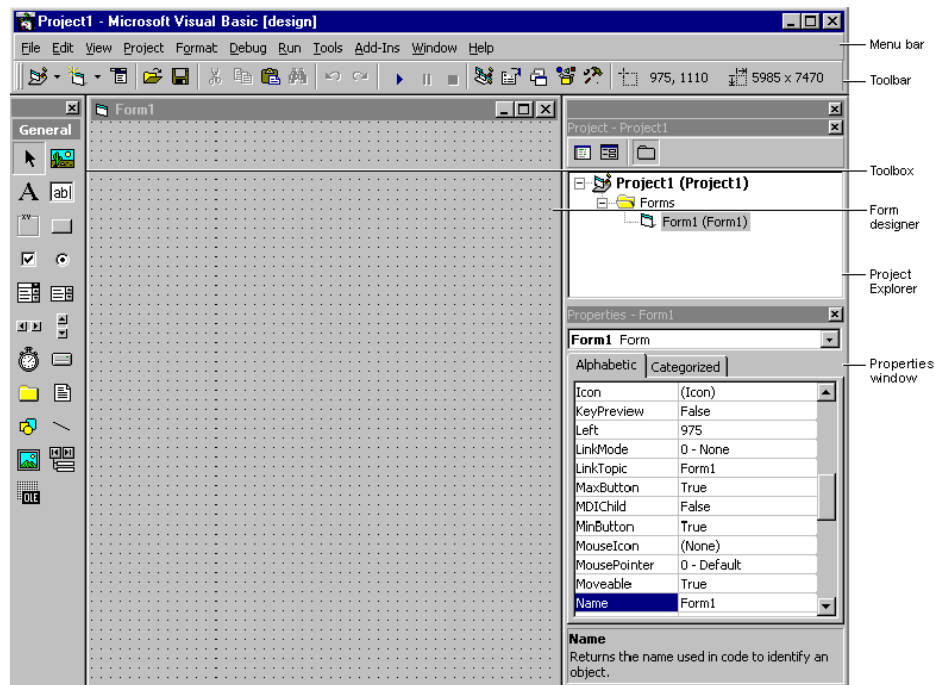 Project1 - Microsoft Visual Basic [design]
File Edit View Project Format Debug Run Tools Add-Ins Window Help
Menu bar
975, 1110 5985 x 7470
Toolbar
General
A
ab|
xv
OLE
Toolbox
Form1
Form
designer
Project - Project1
Project1 (Project1)
Forms
Form1 (Form1)
Project
Explorer
Properties - Form1
Form1 Form
Alphabetic Categorized
Properties
window
Icon (Icon)
KeyPreview False
Left 975
LinkMode 0 - None
LinkTopic Form1
MaxButton True
MDIChild False
MinButton True
MouseIcon (None)
MousePointer 0 - Default
Moveable True
Name Form1
Name
Returns the name used in code to identify an
object.